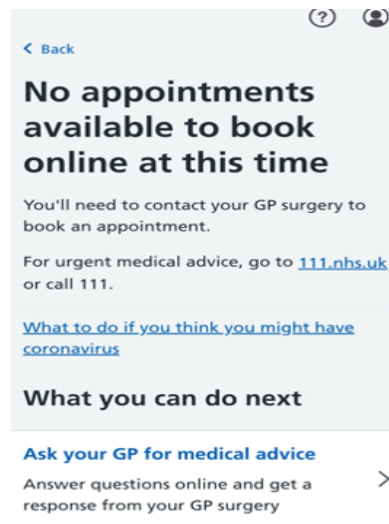 Back
No appointments
available to book
online at this time
You'll need to contact your GP surgery to
book an appointment.
For urgent medical advice, go to 111.nhs.uk
or call 111.
What to do if you think you might have
coronavirus
What you can do next
Ask your GP for medical advice
Answer questions online and get a
response from your GP surgery